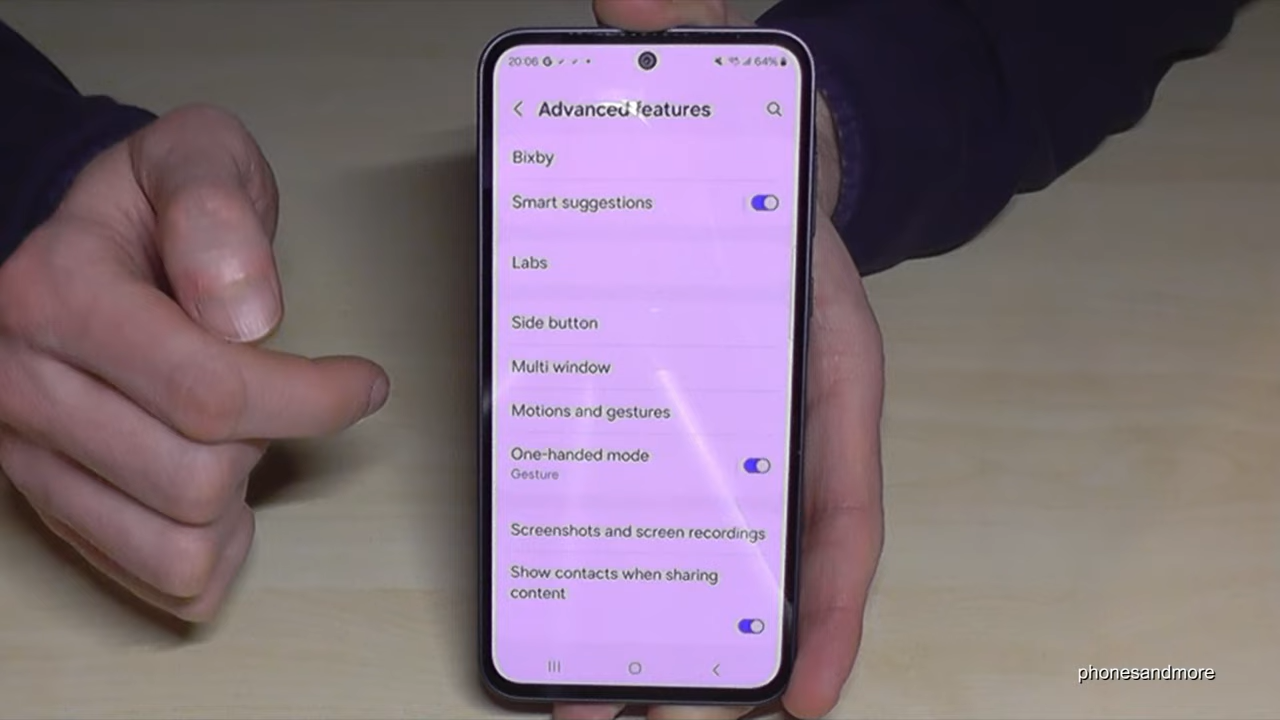 20:06
64%
Advanced features
Bixby
Smart suggestions
Labs
Side button
Multi window
Motions and gestures
One-handed mode
Gesture
Screenshots and screen recordings
Show contacts when sharing
content
phonesandmore